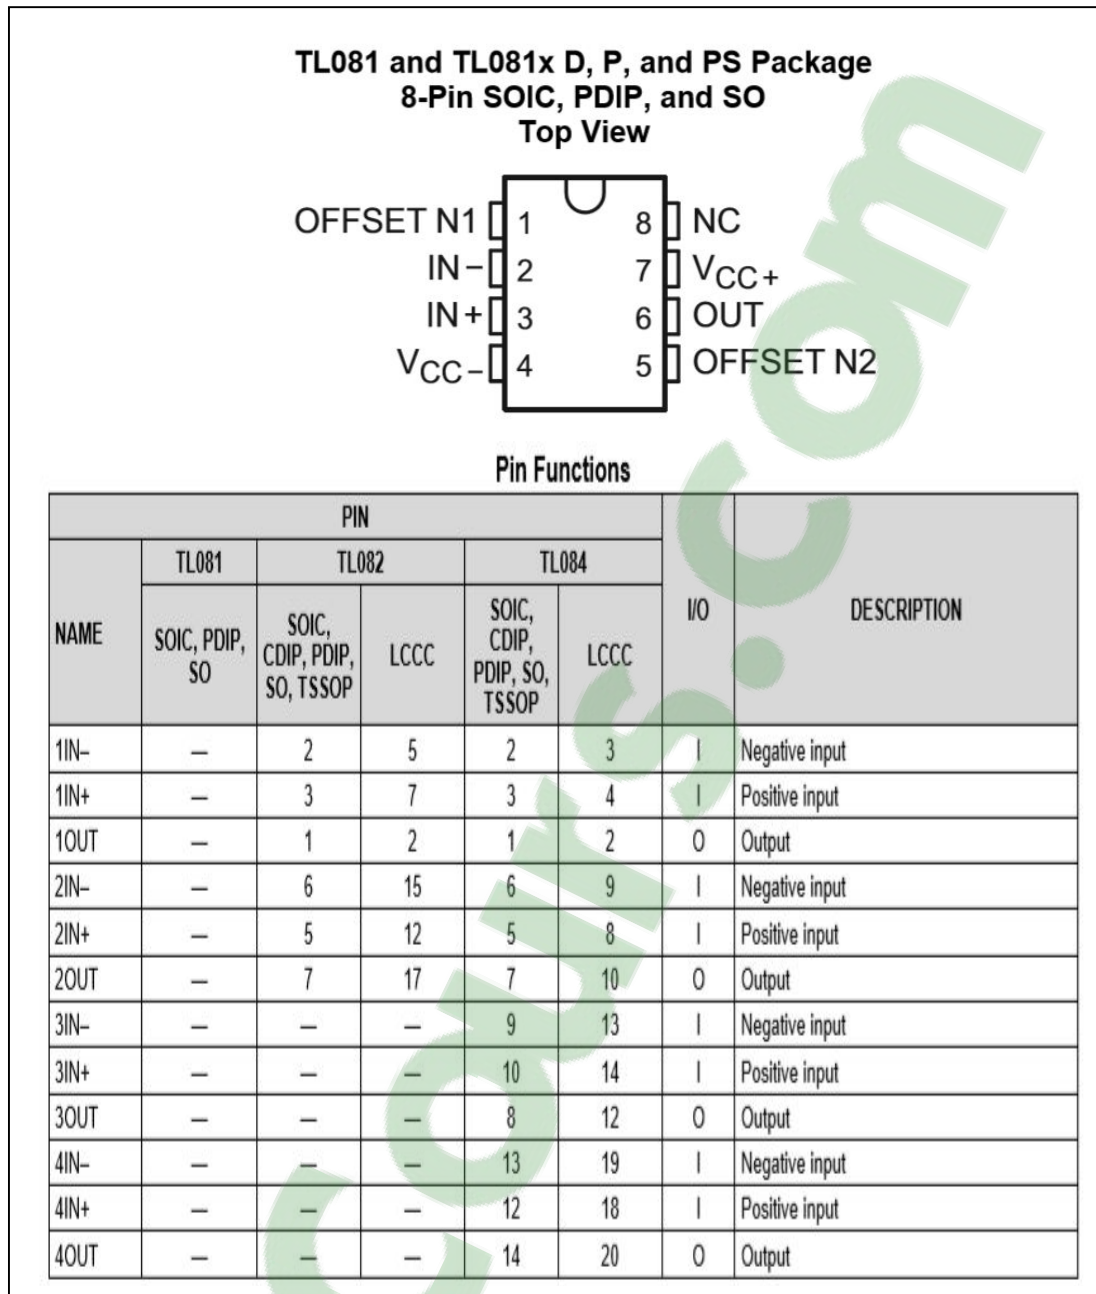 TL081 and TL081x D, P, and PS Package
8-Pin SOIC, PDIP, and SO
Top View
OFFSET N1 1 8 NC
IN – 2 7 VCC +
IN + 3 6 OUT
VCC – 4 5 OFFSET N2
Pin Functions
PIN
TL081 TL082 TL084
NAME SOIC, PDIP, SO SOIC, CDIP, PDIP, SO, TSSOP LCCC SOIC, CDIP, PDIP, SO, TSSOP LCCC I/O DESCRIPTION
1IN– — 2 5 2 3 I Negative input
1IN+ — 3 7 3 4 I Positive input
1OUT — 1 2 1 2 O Output
2IN– — 6 15 6 9 I Negative input
2IN+ — 5 12 5 8 I Positive input
2OUT — 7 17 7 10 O Output
3IN– — — — 9 13 I Negative input
3IN+ — — — 10 14 I Positive input
3OUT — — — 8 12 O Output
4IN– — — — 13 19 I Negative input
4IN+ — — — 12 18 I Positive input
4OUT — — — 14 20 O Output
cours.com